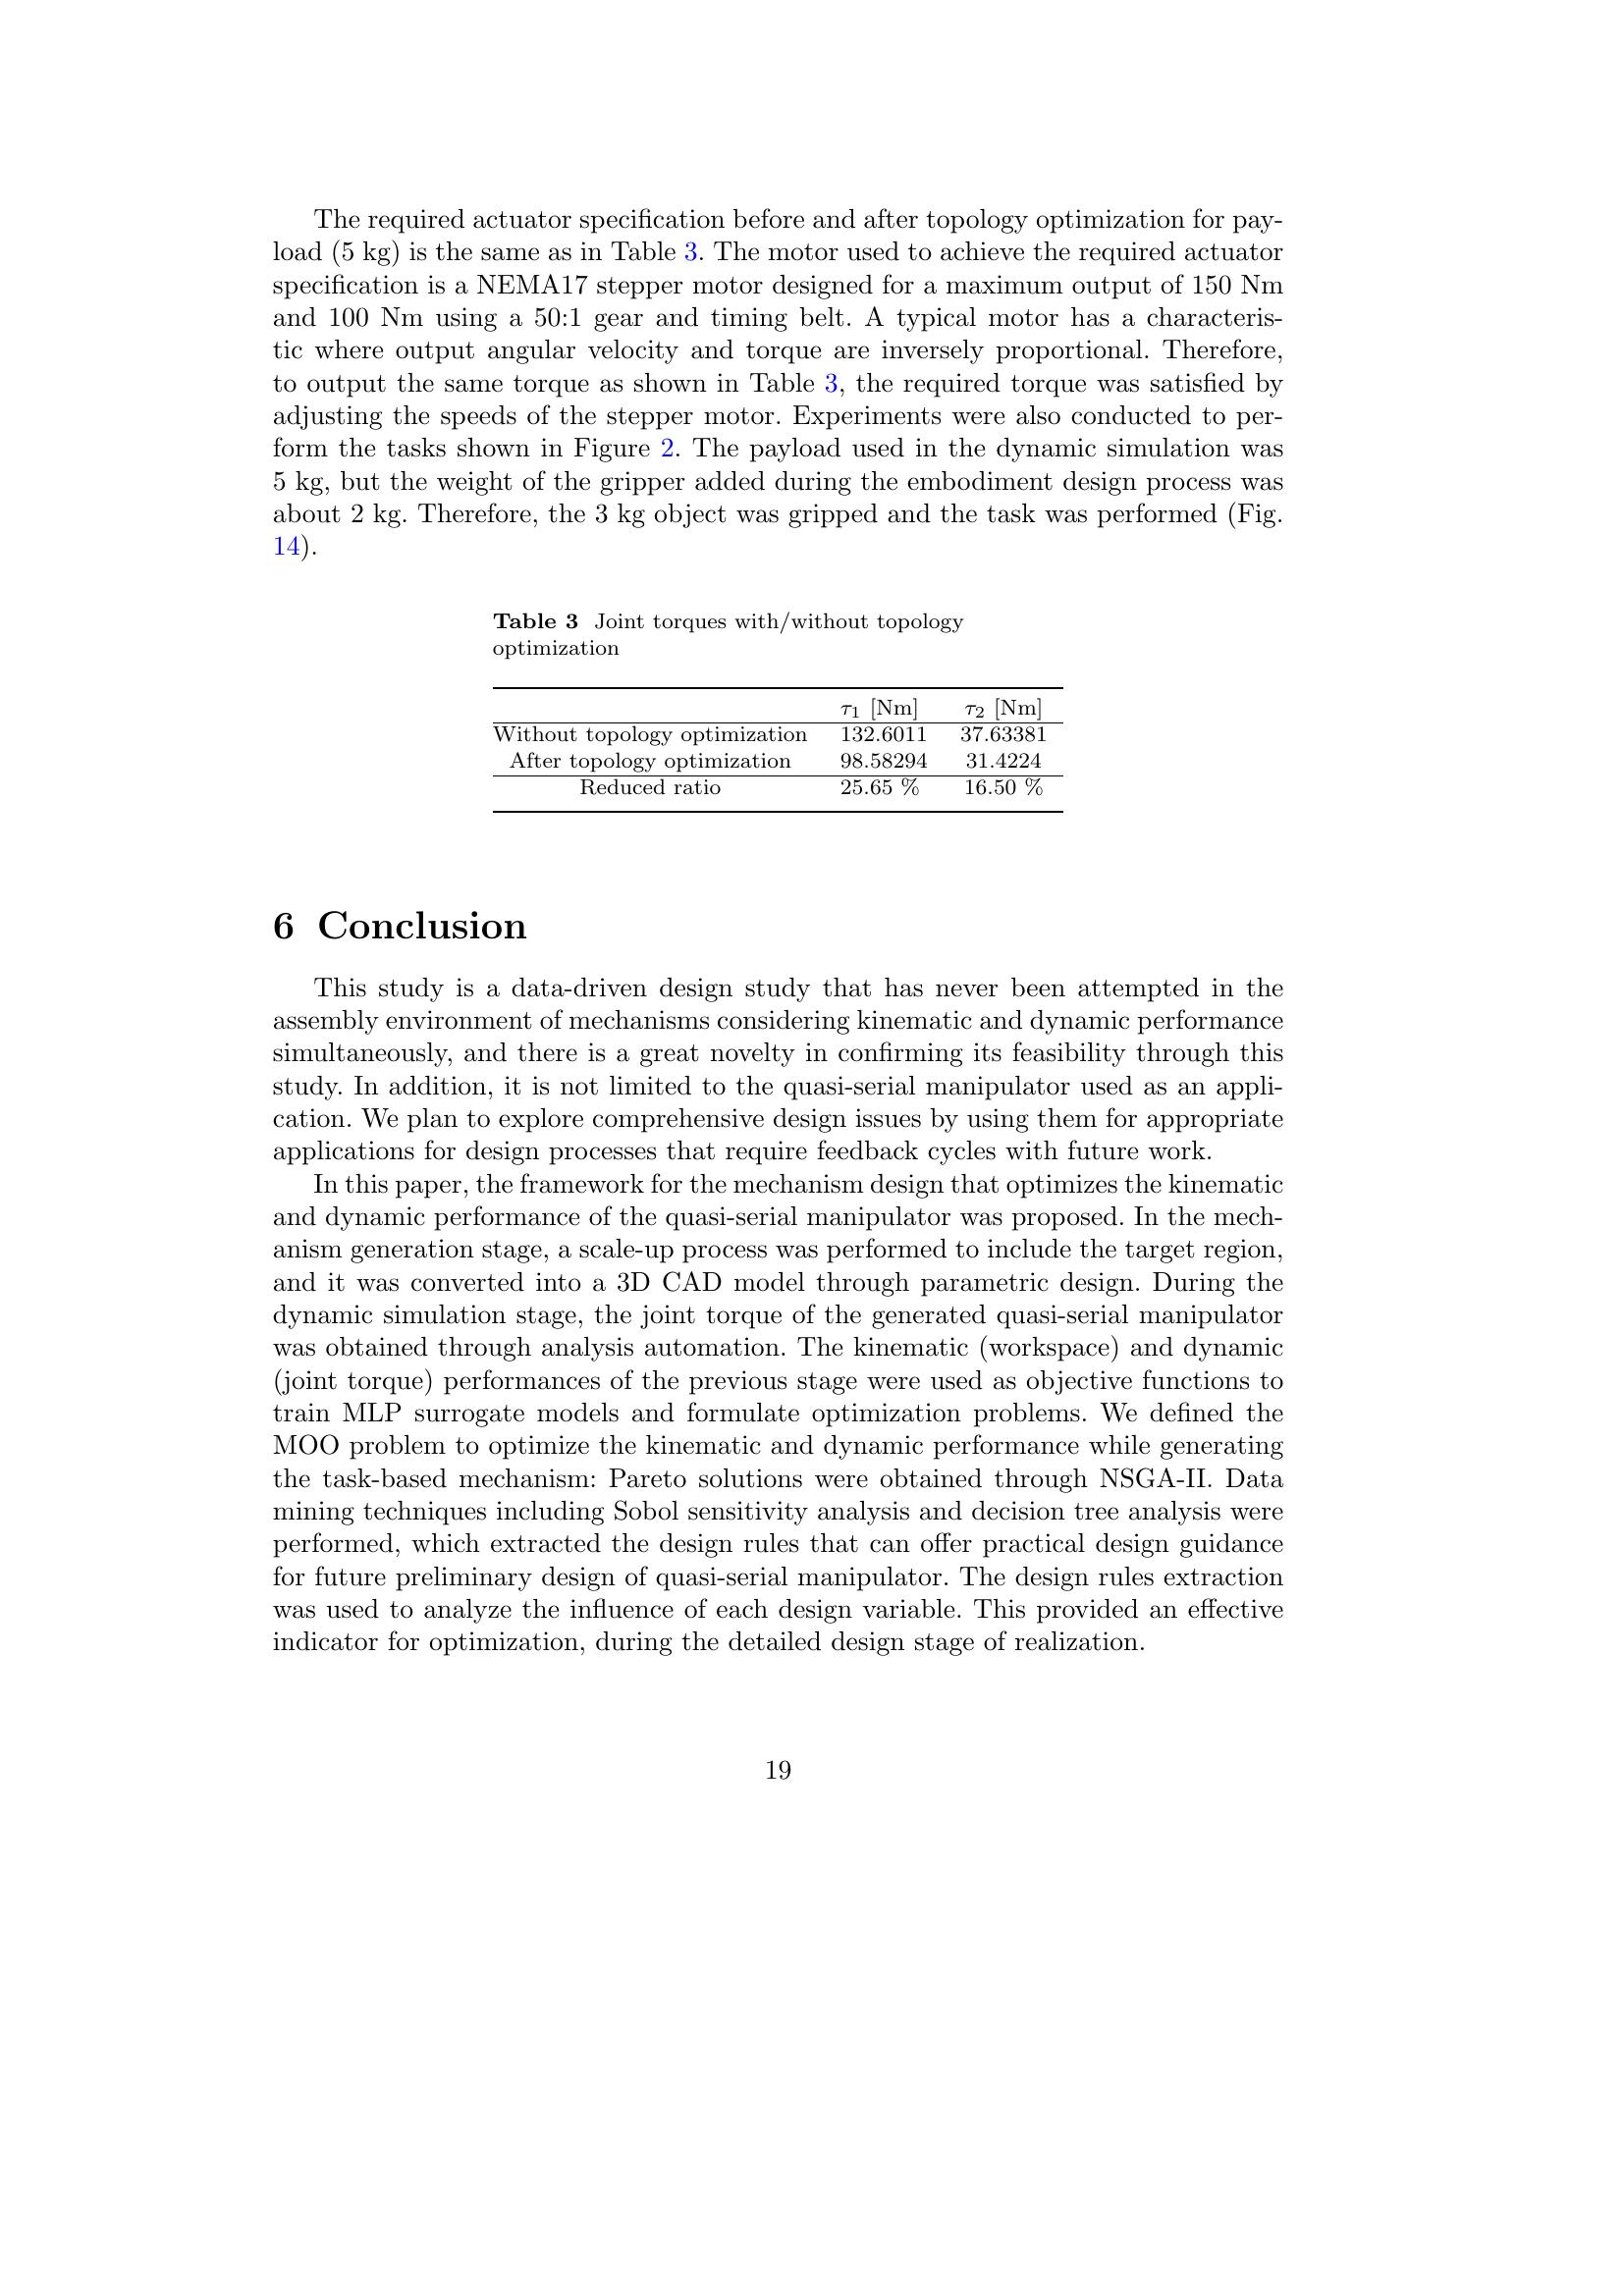 The required actuator specification before and after topology optimization for pay-
load (5 kg) is the same as in Table 3. The motor used to achieve the required actuator
specification is a NEMA17 stepper motor designed for a maximum output of 150 Nm
and 100 Nm using a 50:1 gear and timing belt. A typical motor has a characteris-
tic where output angular velocity and torque are inversely proportional. Therefore,
to output the same torque as shown in Table 3, the required torque was satisfied by
adjusting the speeds of the stepper motor. Experiments were also conducted to per-
form the tasks shown in Figure 2. The payload used in the dynamic simulation was
5 kg, but the weight of the gripper added during the embodiment design process was
about 2 kg. Therefore, the 3 kg object was gripped and the task was performed (Fig.
14).
Table 3 Joint torques with/without topology
optimization
τ1 [Nm] τ2 [Nm]
Without topology optimization 132.6011 37.63381
After topology optimization 98.58294 31.4224
Reduced ratio 25.65 % 16.50 %
6 Conclusion
This study is a data-driven design study that has never been attempted in the
assembly environment of mechanisms considering kinematic and dynamic performance
simultaneously, and there is a great novelty in confirming its feasibility through this
study. In addition, it is not limited to the quasi-serial manipulator used as an appli-
cation. We plan to explore comprehensive design issues by using them for appropriate
applications for design processes that require feedback cycles with future work.
In this paper, the framework for the mechanism design that optimizes the kinematic
and dynamic performance of the quasi-serial manipulator was proposed. In the mech-
anism generation stage, a scale-up process was performed to include the target region,
and it was converted into a 3D CAD model through parametric design. During the
dynamic simulation stage, the joint torque of the generated quasi-serial manipulator
was obtained through analysis automation. The kinematic (workspace) and dynamic
(joint torque) performances of the previous stage were used as objective functions to
train MLP surrogate models and formulate optimization problems. We defined the
MOO problem to optimize the kinematic and dynamic performance while generating
the task-based mechanism: Pareto solutions were obtained through NSGA-II. Data
mining techniques including Sobol sensitivity analysis and decision tree analysis were
performed, which extracted the design rules that can offer practical design guidance
for future preliminary design of quasi-serial manipulator. The design rules extraction
was used to analyze the influence of each design variable. This provided an effective
indicator for optimization, during the detailed design stage of realization.
19